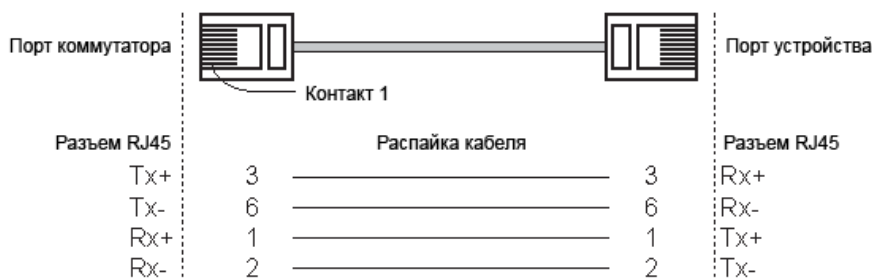 Порт коммутатора
Порт устройства
Контакт 1
Разъем RJ45 Распайка кабеля Разъем RJ45
Tx+ 3 3 Rx+
Tx- 6 6 Rx-
Rx+ 1 1 Tx+
Rx- 2 2 Tx-